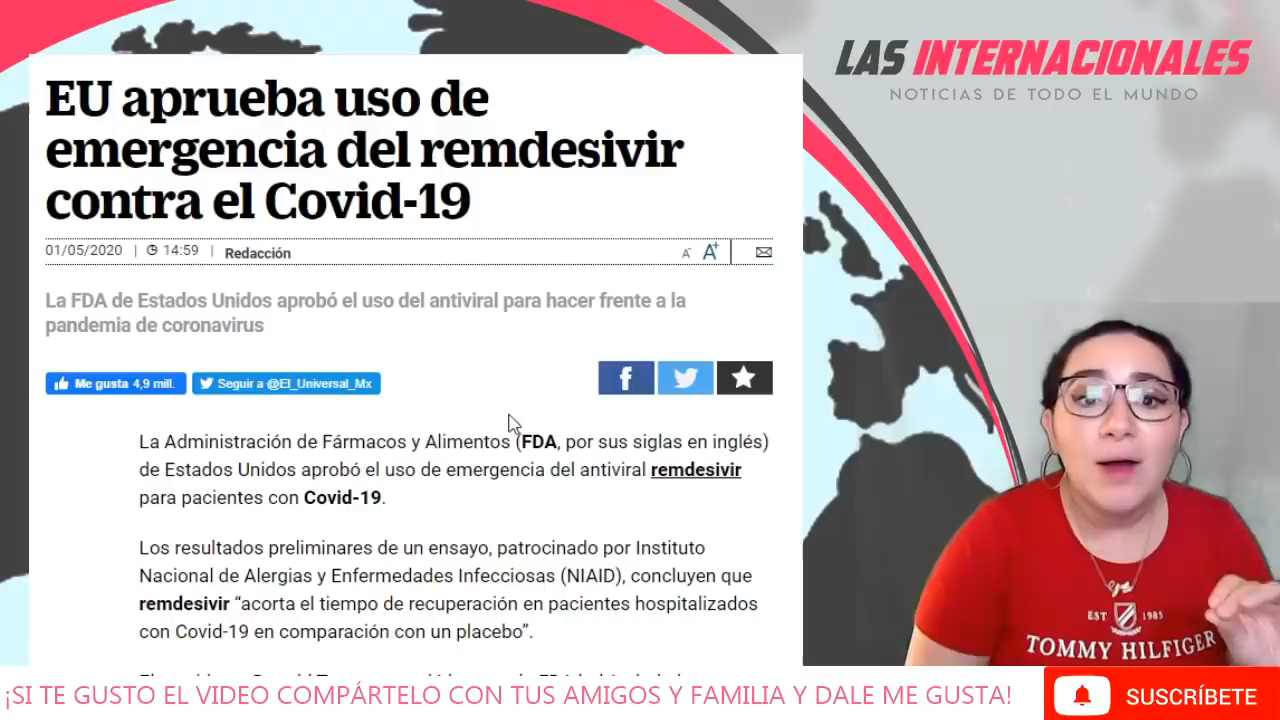 LAS INTERNACIONALES
NOTICIAS DE TODO EL MUNDO
EU aprueba uso de
emergencia del remdesivir
contra el Covid-19
01/05/2020 | 14:59 | Redacción
A- A+
La FDA de Estados Unidos aprobó el uso del antiviral para hacer frente a la
pandemia de coronavirus
Me gusta 4,9 mill.
Seguir a @El_Universal_Mx
La Administración de Fármacos y Alimentos (FDA, por sus siglas en inglés)
de Estados Unidos aprobó el uso de emergencia del antiviral remdesivir
para pacientes con Covid-19.
Los resultados preliminares de un ensayo, patrocinado por Instituto
Nacional de Alergias y Enfermedades Infecciosas (NIAID), concluyen que
remdesivir “acorta el tiempo de recuperación en pacientes hospitalizados
con Covid-19 en comparación con un placebo”.
EST 1985
TOMMY HILFIGER
¡SI TE GUSTO EL VIDEO COMPÁRTELO CON TUS AMIGOS Y FAMILIA Y DALE ME GUSTA!
SUSCRÍBETE